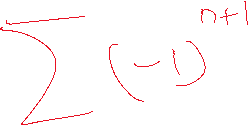 ∑ (-1)^{n+1}